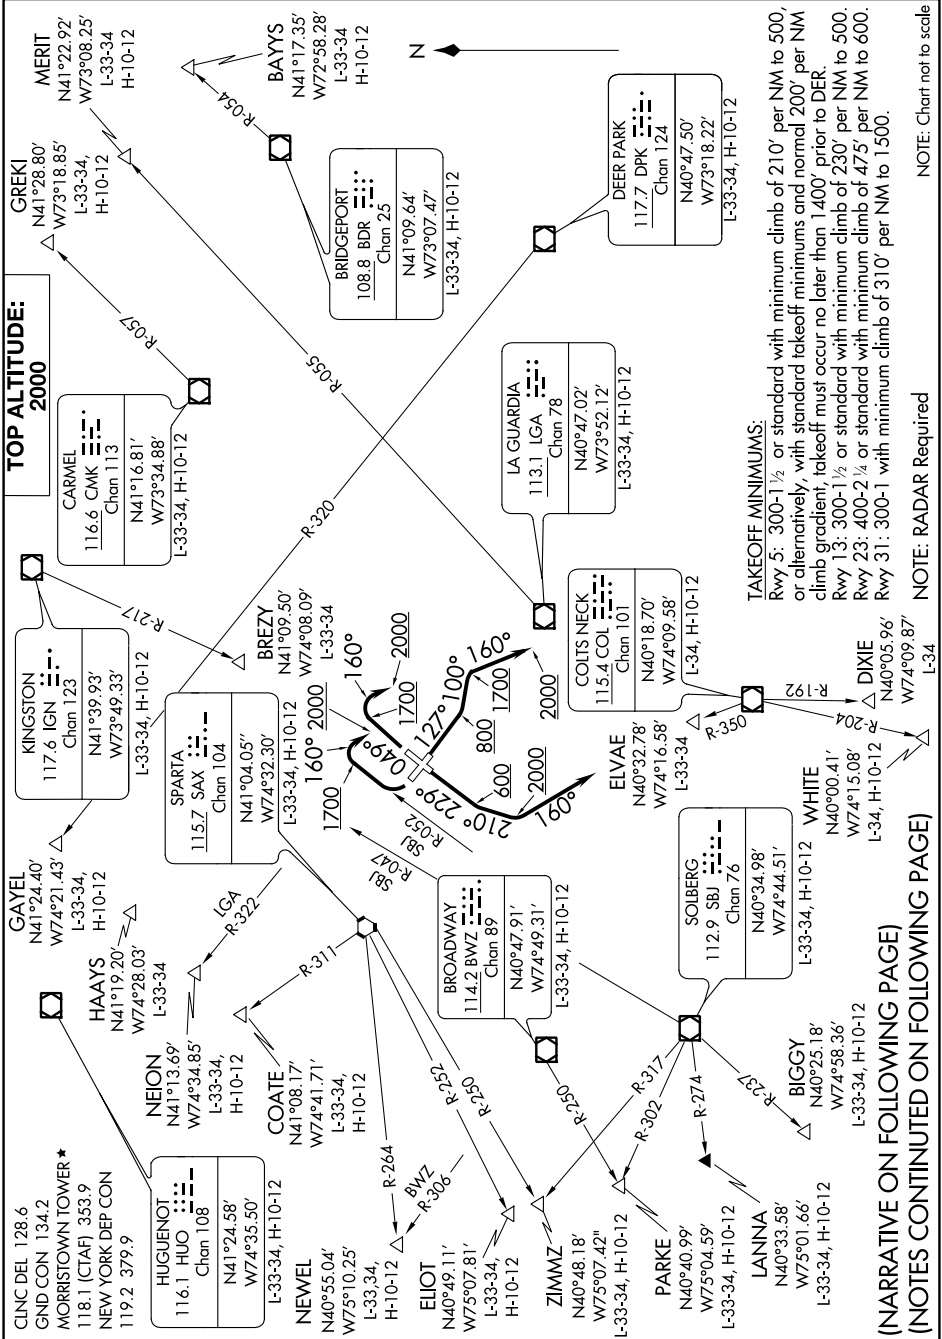 CLNC DEL 128.6
GND CON 134.2
MORRISTOWN TOWER★
118.1 (CTAF) 353.9
NEW YORK DEP CON
119.2 379.9
TOP ALTITUDE:
2000
HUGUENOT
116.1 HUO
Chan 108
N41°24.58'
W74°35.50'
L-33-34, H-10-12
GAYEL
N41°24.40'
W74°21.43'
L-33-34,
H-10-12
HAAYS
N41°19.20'
W74°28.03'
L-33-34
NEION
N41°13.69'
W74°34.85'
L-33-34,
H-10-12
LGA
R-322
COATE
N41°08.17'
W74°41.71'
L-33-34,
H-10-12
R-311
KINGSTON
117.6 IGN
Chan 123
N41°39.93'
W73°49.33'
L-33-34, H-10-12
R-217
BREZY
N41°09.50'
W74°08.09'
L-33-34
CARMEL
116.6 CMK
Chan 113
N41°16.81'
W73°34.88'
L-33-34, H-10-12
R-057
GREKI
N41°28.80'
W73°18.85'
L-33-34,
H-10-12
MERIT
N41°22.92'
W73°08.25'
L-33-34
H-10-12
R-055
BAYYS
N41°17.35'
W72°58.28'
L-33-34
H-10-12
R-054
BRIDGEPORT
108.8 BDR
Chan 25
N41°09.64'
W73°07.47'
L-33-34, H-10-12
N
SPARTA
115.7 SAX
Chan 104
N41°04.05"
W74°32.30'
L-33-34, H-10-12
R-320
DEER PARK
117.7 DPK
Chan 124
N40°47.50'
W73°18.22'
L-33-34, H-10-12
LA GUARDIA
113.1 LGA
Chan 78
N40°47.02'
W73°52.12'
L-33-34, H-10-12
160°
2000
1700
049°
160°
2000
1700
127°
100°
800
1700
160°
2000
229°
600
210°
2000
160°
SBJ
R-052
SBJ
R-047
NEWEL
N40°55.04'
W75°10.25'
L-33,34,
H-10-12
R-264
BWZ
R-306
ELIOT
N40°49.11'
W75°07.81'
L-33-34,
H-10-12
R-252
R-250
ZIMMZ
N40°48.18'
W75°07.42"
L-33-34, H-10-12
R-317
BROADWAY
114.2 BWZ
Chan 89
N40°47.91'
W74°49.31'
L-33-34, H-10-12
R-250
PARKE
N40°40.99'
W75°04.59'
L-33-34, H-10-12
R-302
LANNA
N40°33.58'
W75°01.66'
L-33-34, H-10-12
R-274
BIGGY
N40°25.18'
W74°58.36'
L-33-34, H-10-12
R-237
SOLBERG
112.9 SBJ
Chan 76
N40°34.98'
W74°44.51'
L-33-34, H-10-12
COLTS NECK
115.4 COL
Chan 101
N40°18.70'
W74°09.58'
L-34, H-10-12
ELVAE
N40°32.78'
W74°16.58'
L-33-34
R-350
WHITE
N40°00.41'
W74°15.08'
L-34, H-10-12
R-204
R-192
DIXIE
N40°05.96'
W74°09.87'
L-34
TAKEOFF MINIMUMS:
Rwy 5: 300-1 ½ or standard with minimum climb of 210' per NM to 500,
or alternatively, with standard takeoff minimums and normal 200' per NM
climb gradient, takeoff must occur no later than 1400' prior to DER.
Rwy 13: 300-1 ½ or standard with minimum climb of 230' per NM to 500.
Rwy 23: 400-2 ¼ or standard with minimum climb of 475' per NM to 600.
Rwy 31: 300-1 with minimum climb of 310' per NM to 1500.
NOTE: RADAR Required
NOTE: Chart not to scale
(NARRATIVE ON FOLLOWING PAGE)
(NOTES CONTINUTED ON FOLLOWING PAGE)